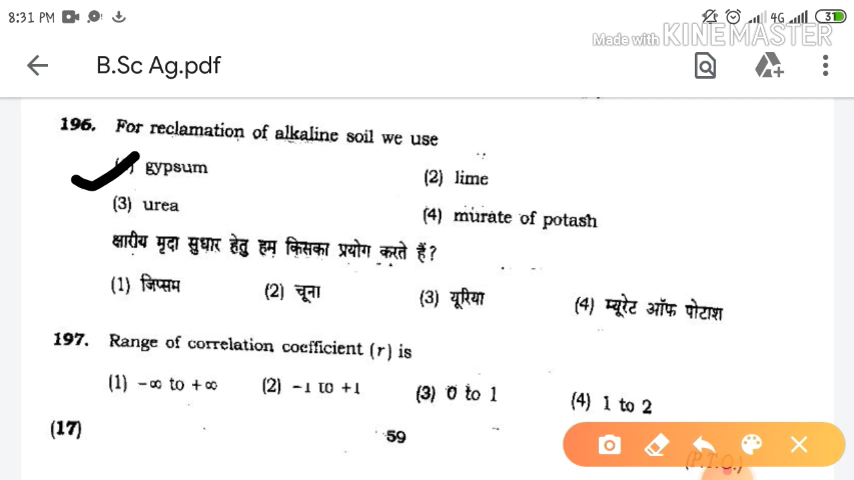 8:31 PM 4G 31
Made with KINEMASTER
B.Sc Ag.pdf
196. For reclamation of alkaline soil we use
gypsum (2) lime
(3) urea (4) murate of potash
क्षारीय मृदा सुधार हेतु हम किसका प्रयोग करते हैं?
(1) जिप्सम (2) चूना (3) यूरिया (4) म्यूरेट ऑफ पोटाश
197. Range of correlation coefficient (r) is
(1) -∞ to +∞ (2) -1 to +1 (3) 0 to 1 (4) 1 to 2
(17) 59
(P.T.O.)